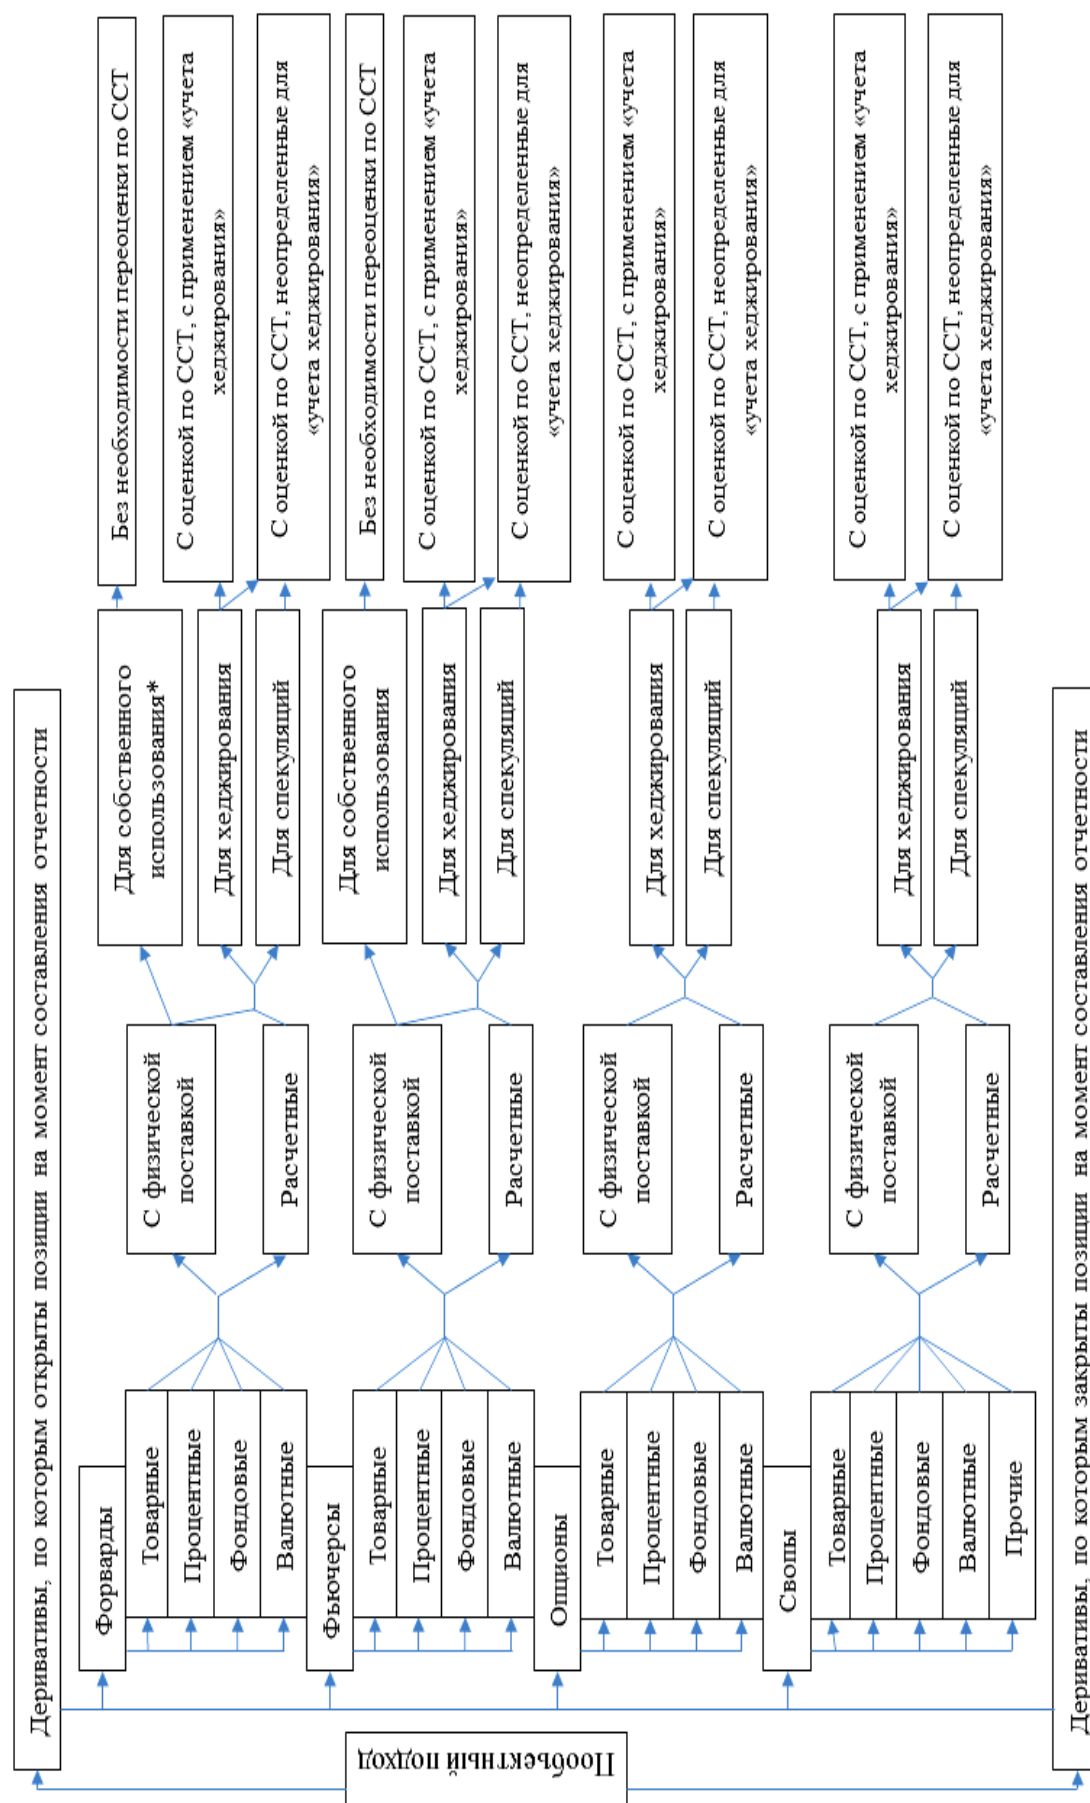 Пообъектный подход
Деривативы, по которым открыты позиции на момент составления отчетности
Форварды
Товарные
Процентные
Фондовые
Валютные
С физической
поставкой
Расчетные
Для собственного
использования*
Для хеджирования
Для спекуляций
Без необходимости переоценки по ССТ
С оценкой по ССТ, с применением «учета
хеджирования»
С оценкой по ССТ, неопределенные для
«учета хеджирования»
Фьючерсы
Товарные
Процентные
Фондовые
Валютные
С физической
поставкой
Расчетные
Для собственного
использования
Для хеджирования
Для спекуляций
Без необходимости переоценки по ССТ
С оценкой по ССТ, с применением «учета
хеджирования»
С оценкой по ССТ, неопределенные для
«учета хеджирования»
Опционы
Товарные
Процентные
Фондовые
Валютные
С физической
поставкой
Расчетные
Для хеджирования
Для спекуляций
С оценкой по ССТ, с применением «учета
хеджирования»
С оценкой по ССТ, неопределенные для
«учета хеджирования»
Свопы
Товарные
Процентные
Фондовые
Валютные
Прочие
С физической
поставкой
Расчетные
Для хеджирования
Для спекуляций
С оценкой по ССТ, с применением «учета
хеджирования»
С оценкой по ССТ, неопределенные для
«учета хеджирования»
Деривативы, по которым закрыты позиции на момент составления отчетности